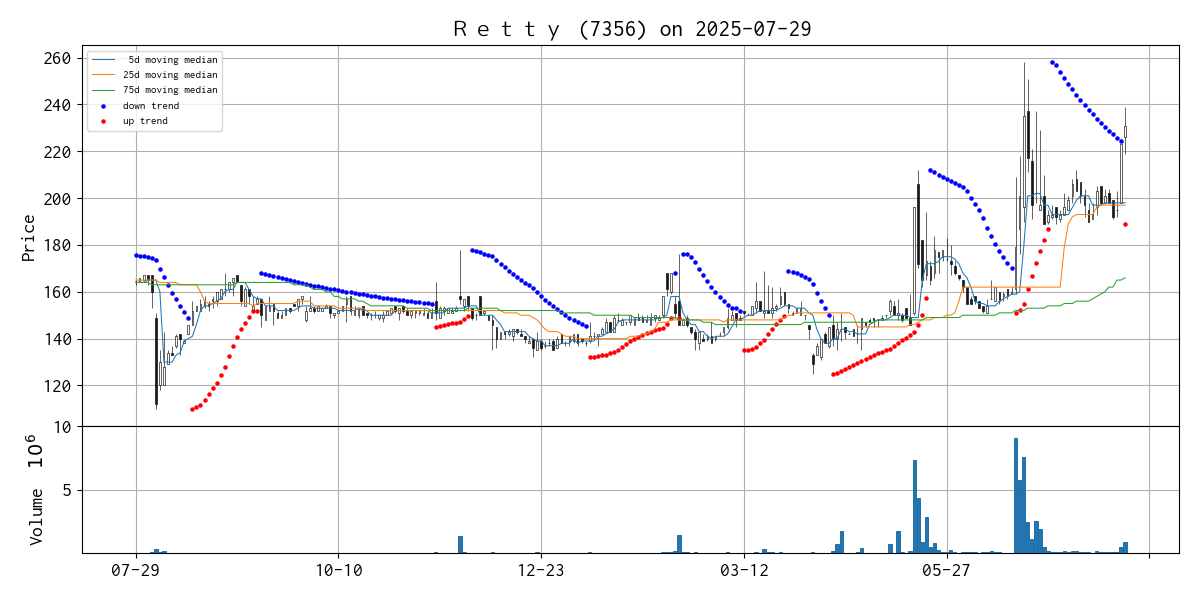 Ｒｅｔｔｙ (7356) on 2025-07-29
5d moving median
25d moving median
75d moving median
down trend
up trend
260
240
220
200
180
160
140
120
Price
10
5
Volume 10⁶
07-29
10-10
12-23
03-12
05-27